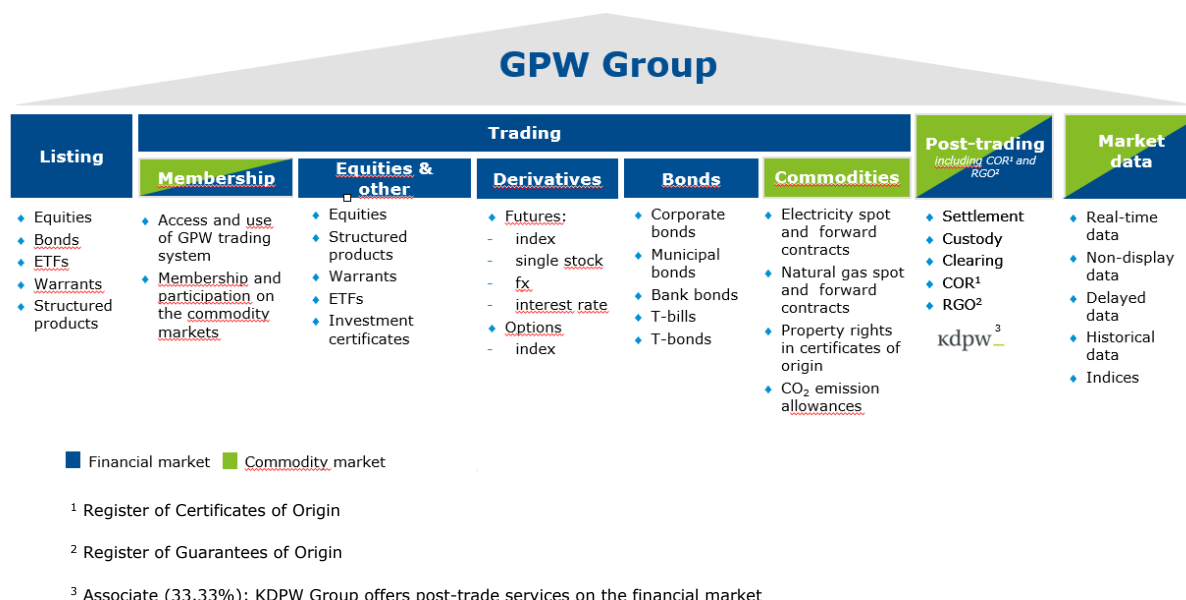 GPW Group
Listing
Equities
Bonds
ETFs
Warrants
Structured
products
Trading
Membership
Access and use
of GPW trading
system
Membership and
participation on
the commodity
markets
Equities &
other
Equities
Structured
products
Warrants
ETFs
Investment
certificates
Derivatives
Futures:
- index
- single stock
- fx
- interest rate
Options
- index
Bonds
Corporate
bonds
Municipal
bonds
Bank bonds
T-bills
T-bonds
Commodities
Electricity spot
and forward
contracts
Natural gas spot
and forward
contracts
Property rights
in certificates of
origin
CO₂ emission
allowances
Post-trading
including COR¹ and
RGO²
Settlement
Custody
Clearing
COR¹
RGO²
kdpw_ ³
Market
data
Real-time
data
Non-display
data
Delayed
data
Historical
data
Indices
Financial market
Commodity market
¹ Register of Certificates of Origin
² Register of Guarantees of Origin
³ Associate (33.33%); KDPW Group offers post-trade services on the financial market